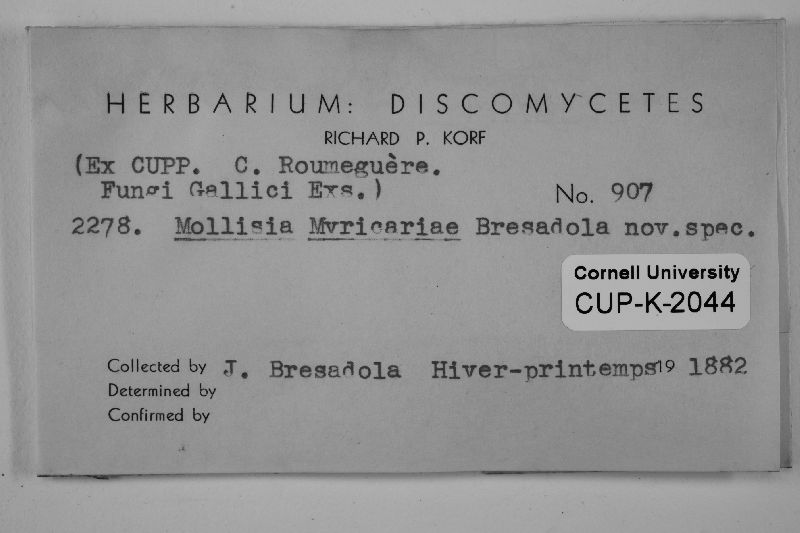 HERBARIUM: DISCOMYCETES
RICHARD P. KORF
(Ex CUPP. C. Roumeguère.
Fungi Gallici Exs.)
No. 907
2278. Mollisia Myricariae Bresadola nov.spec.
Cornell University
CUP-K-2044
Collected by J. Bresadola Hiver-printemps19 1882
Determined by
Confirmed by